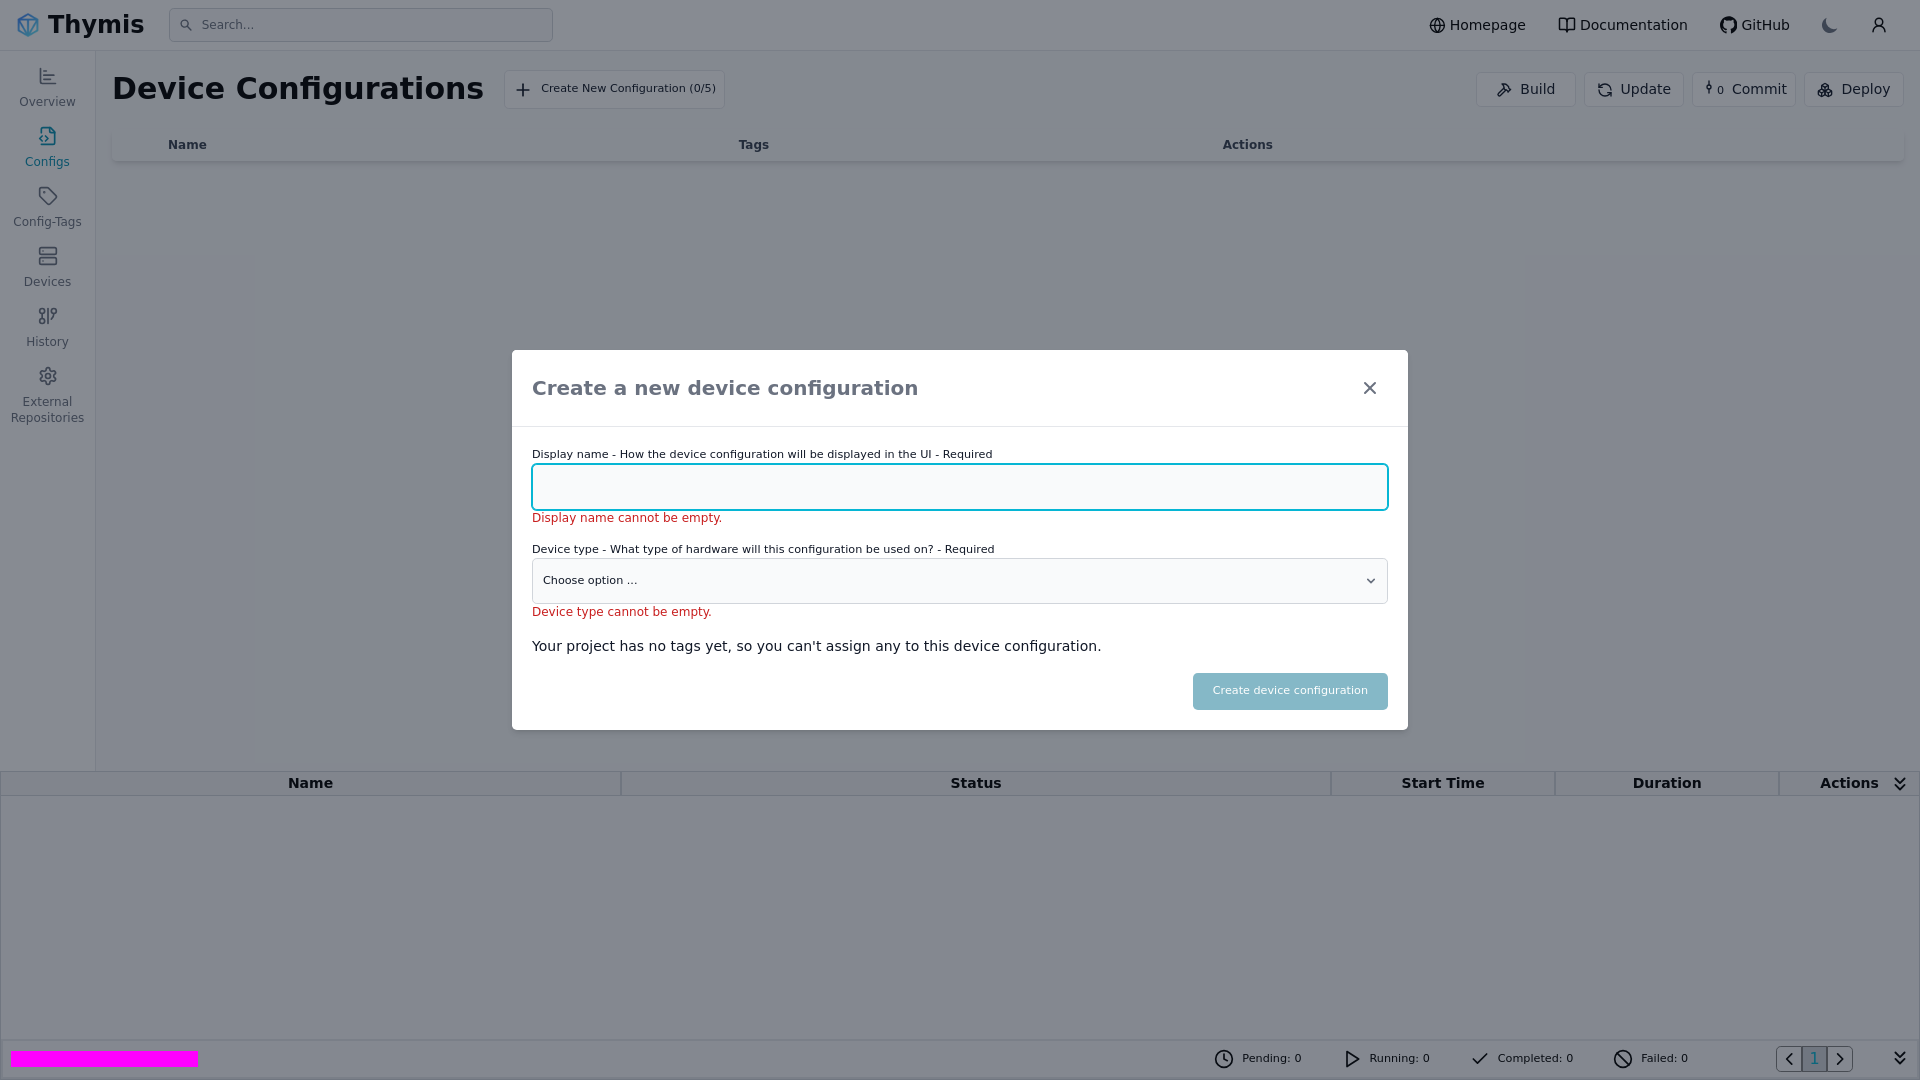 Thymis
Search...
Homepage
Documentation
GitHub
Overview
Configs
Config-Tags
Devices
History
External
Repositories
Device Configurations
Create New Configuration (0/5)
Build
Update
0 Commit
Deploy
Name Tags Actions
Create a new device configuration
Display name - How the device configuration will be displayed in the UI - Required
Display name cannot be empty.
Device type - What type of hardware will this configuration be used on? - Required
Choose option ...
Device type cannot be empty.
Your project has no tags yet, so you can't assign any to this device configuration.
Create device configuration
Name Status Start Time Duration Actions
Pending: 0
Running: 0
Completed: 0
Failed: 0
1